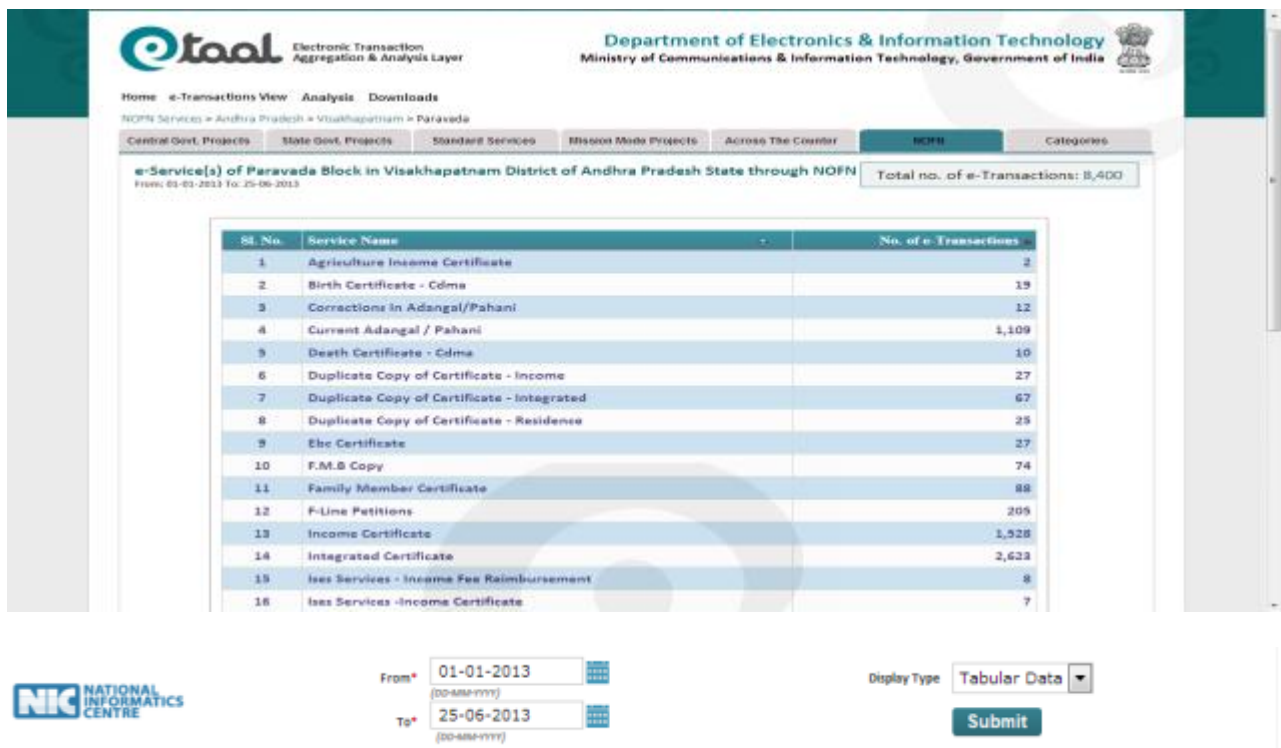 etaal Electronic Transaction Aggregation & Analysis Layer
Department of Electronics & Information Technology
Ministry of Communications & Information Technology, Government of India
Home e-Transactions View Analysis Downloads
NOFN Services » Andhra Pradesh » Visakhapatnam » Paravada
Central Govt. Projects State Govt. Projects Standard Services Mission Mode Projects Across The Counter NOFN Categories
e-Service(s) of Paravada Block in Visakhapatnam District of Andhra Pradesh State through NOFN Total no. of e-Transactions: 8,400
From: 01-01-2013 To: 25-06-2013
Sl. No. Service Name No. of e-Transactions
1 Agriculture Income Certificate 2
2 Birth Certificate - Cdma 19
3 Corrections in Adangal/Pahani 12
4 Current Adangal / Pahani 1,109
5 Death Certificate - Cdma 10
6 Duplicate Copy of Certificate - Income 27
7 Duplicate Copy of Certificate - Integrated 67
8 Duplicate Copy of Certificate - Residence 25
9 Ebc Certificate 27
10 F.M.B Copy 74
11 Family Member Certificate 88
12 F-Line Petitions 205
13 Income Certificate 1,528
14 Integrated Certificate 2,623
15 Ises Services - Income Fee Reimbursement 8
16 Ises Services -Income Certificate 7
NIC NATIONAL INFORMATICS CENTRE
From* 01-01-2013
(DD-MM-YYYY)
To* 25-06-2013
(DD-MM-YYYY)
Display Type Tabular Data
Submit